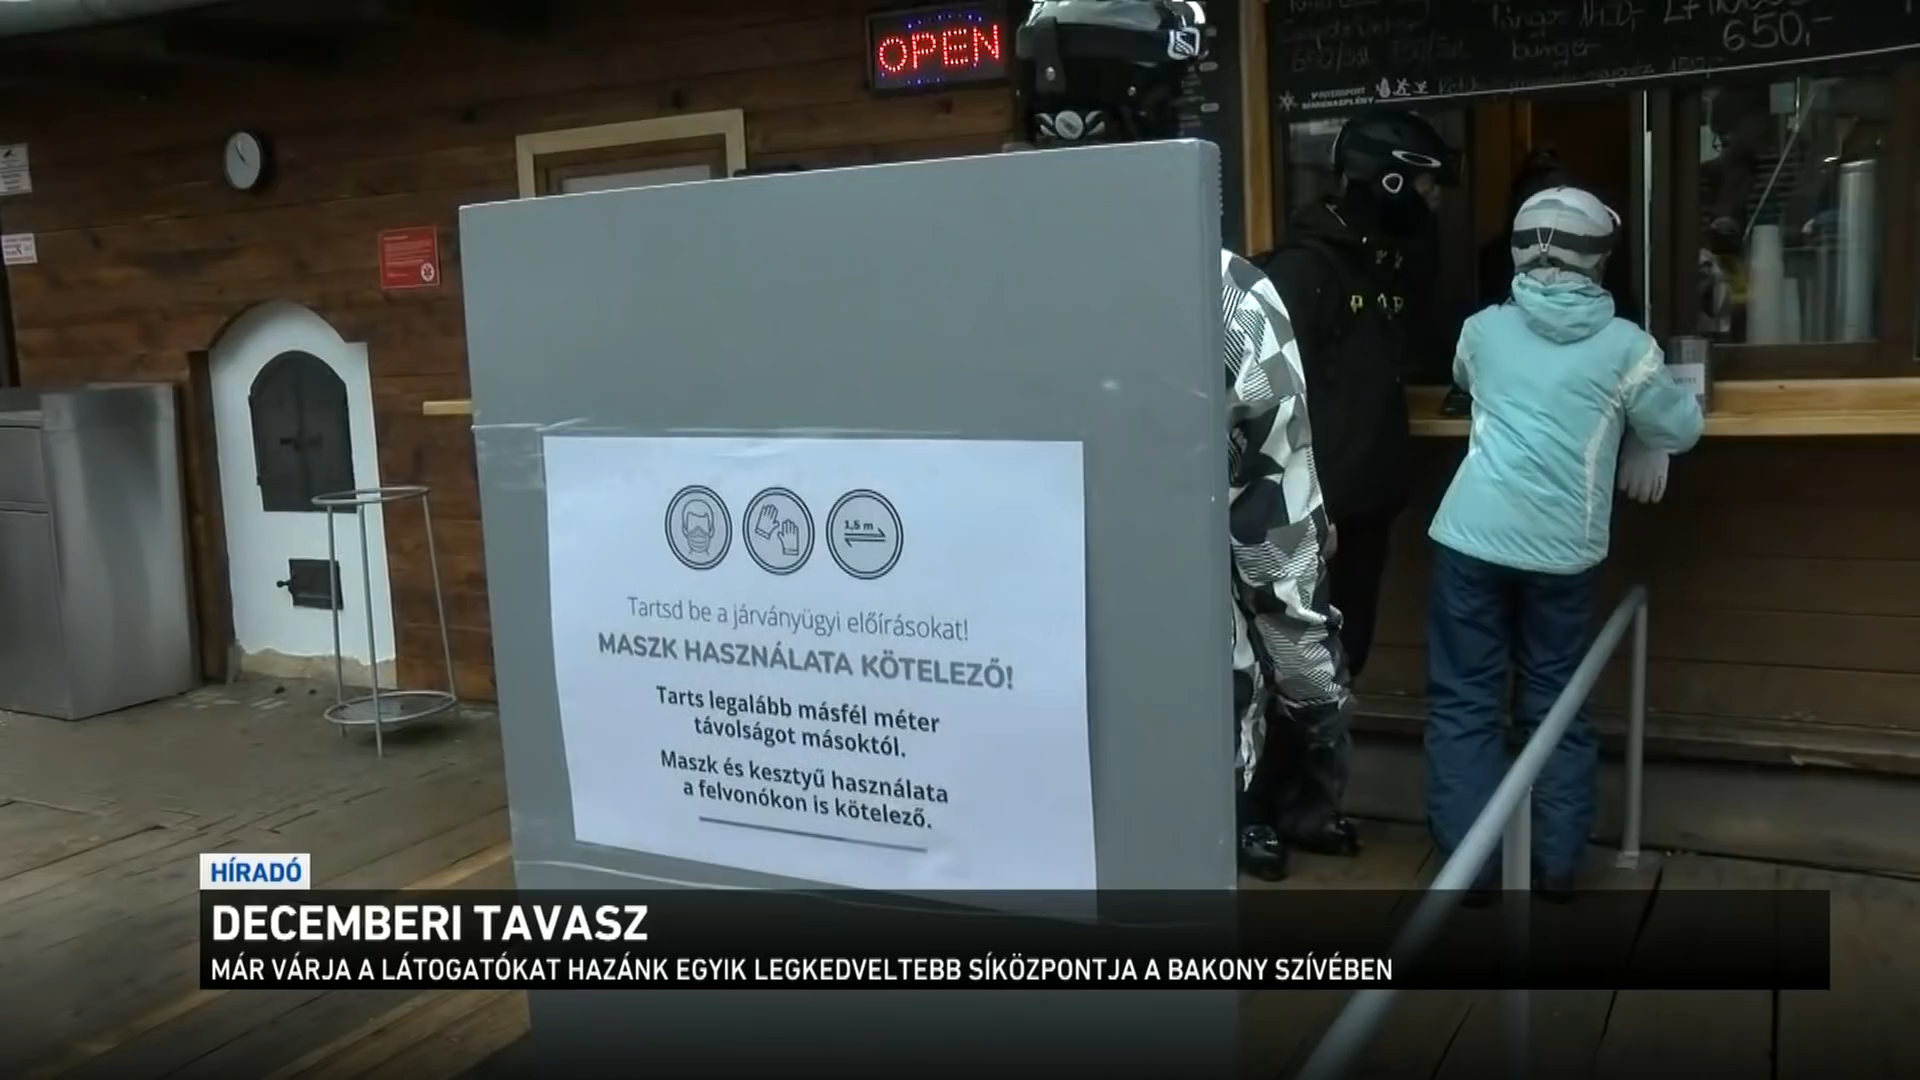 OPEN
burger
650,-
1,5 m
Tartsd be a járványügyi előírásokat!
MASZK HASZNÁLATA KÖTELEZŐ!
Tarts legalább másfél méter
távolságot másoktól.
Maszk és kesztyű használata
a felvonókon is kötelező.
HÍRADÓ
DECEMBERI TAVASZ
MÁR VÁRJA A LÁTOGATÓKAT HAZÁNK EGYIK LEGKEDVELTEBB SÍKÖZPONTJA A BAKONY SZÍVÉBEN